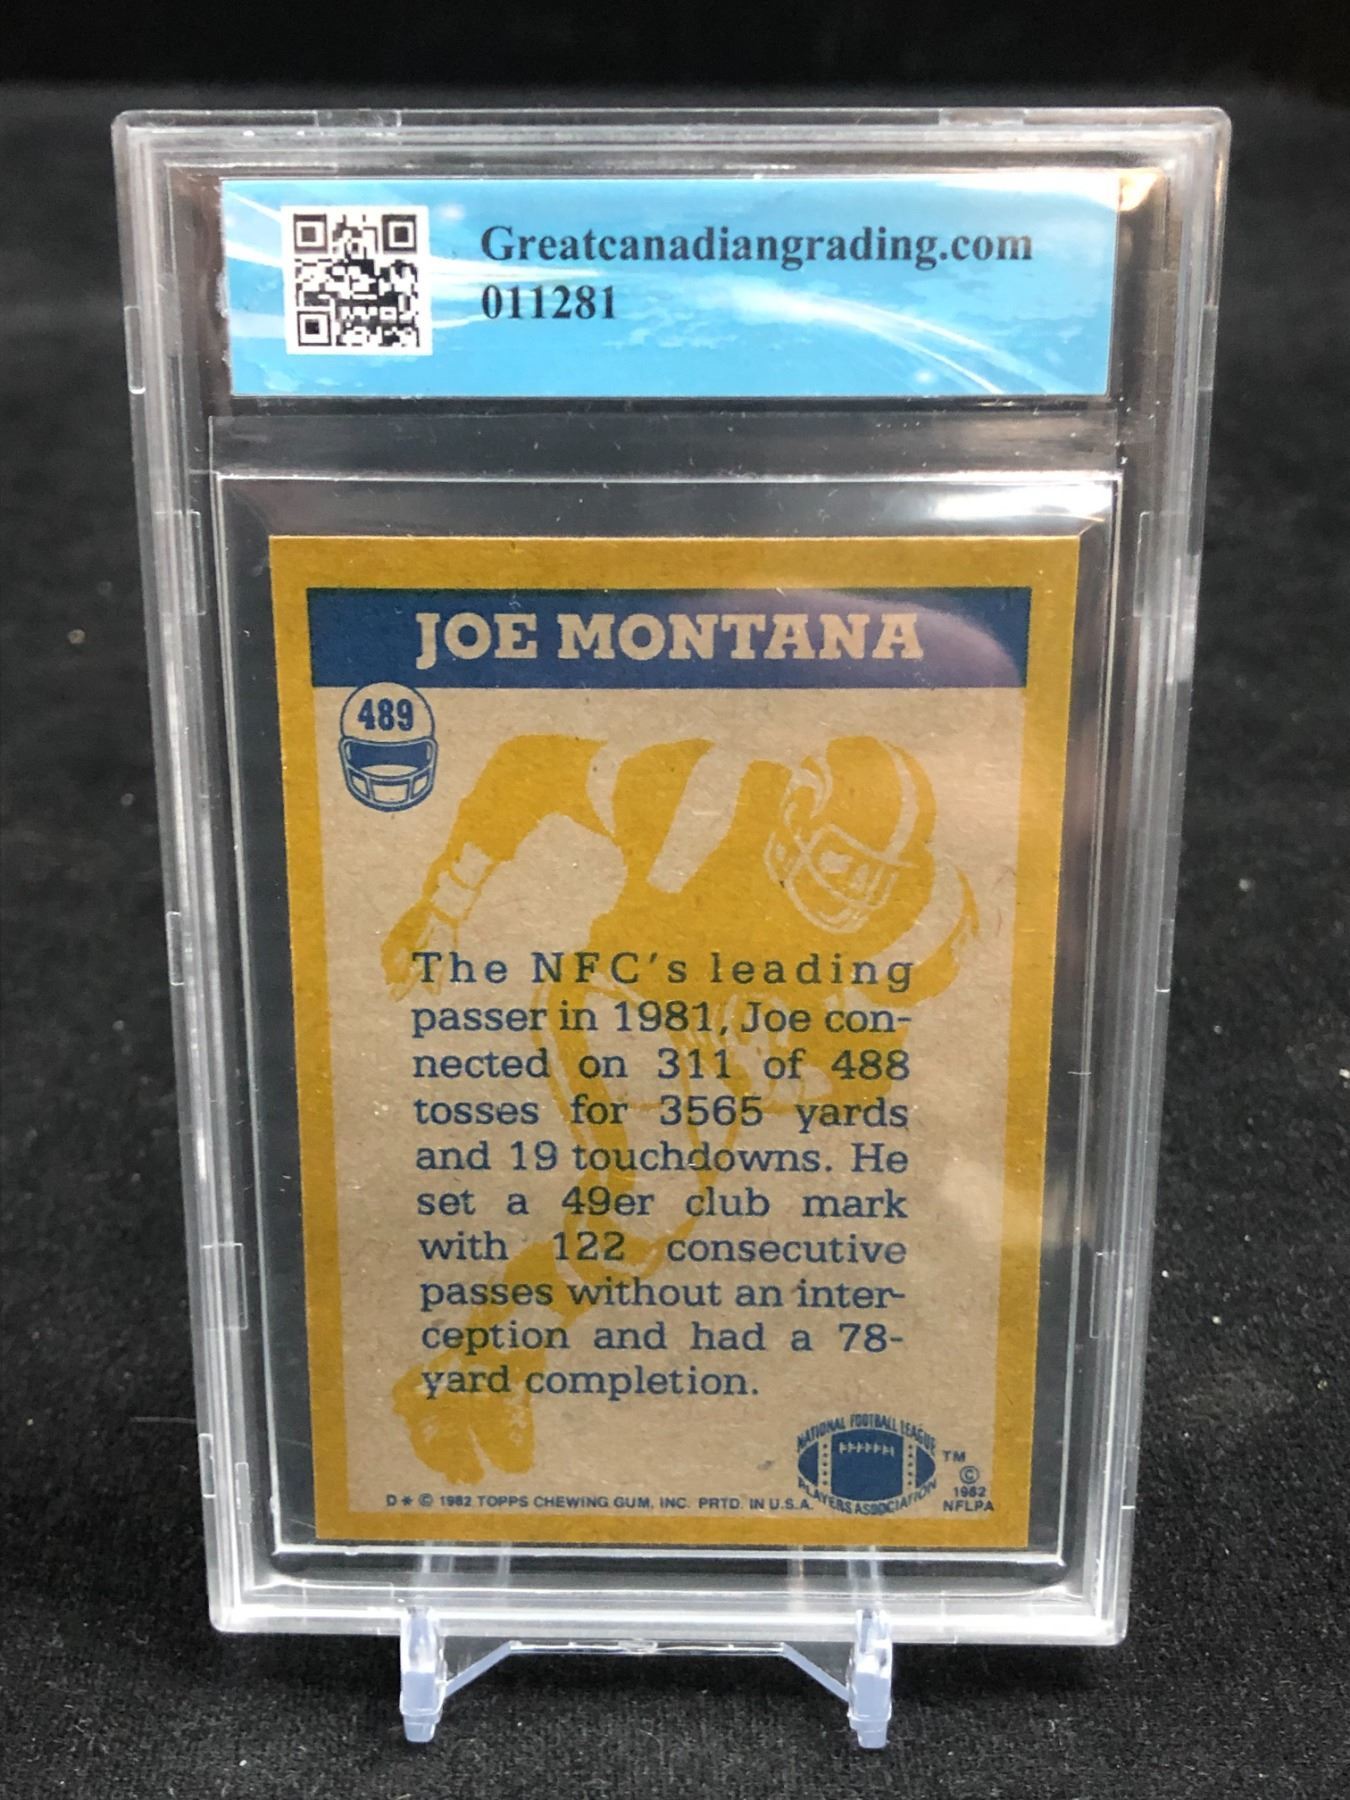 Greatcanadiangrading.com
011281
JOE MONTANA
489
The NFC's leading
passer in 1981, Joe con-
nected on 311 of 488
tosses for 3565 yards
and 19 touchdowns. He
set a 49er club mark
with 122 consecutive
passes without an inter-
ception and had a 78-
yard completion.
NATIONAL FOOTBALL LEAGUE
PLAYERS ASSOCIATION
TM
©
1982
NFLPA
D * © 1982 TOPPS CHEWING GUM, INC. PRTD. IN U.S.A.